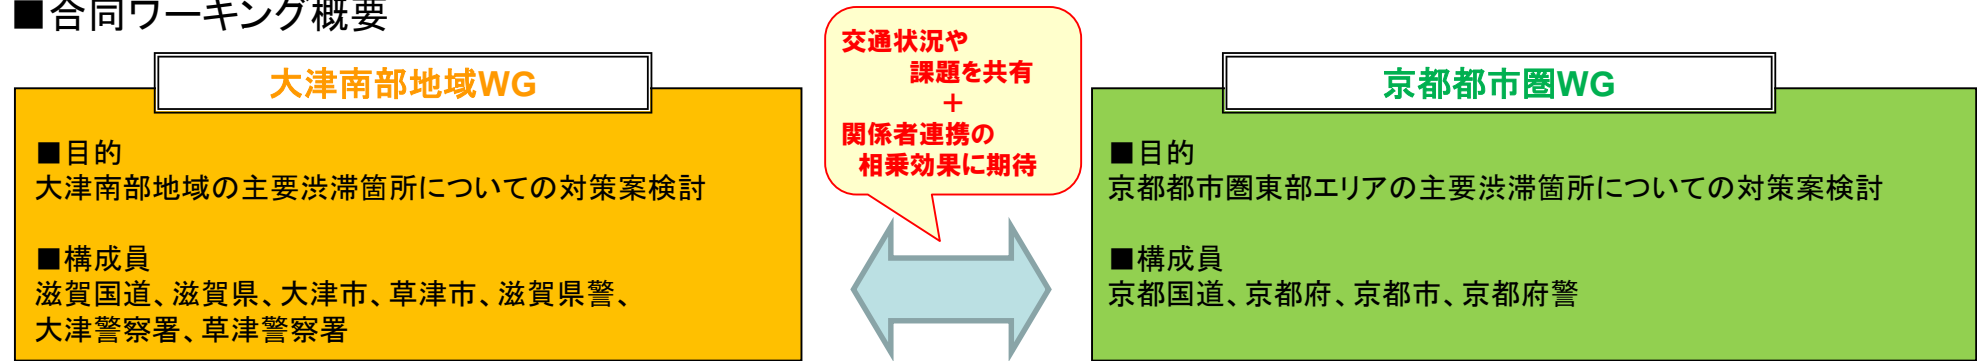 ■合同ワーキング概要
大津南部地域WG
■目的
大津南部地域の主要渋滞箇所についての対策案検討
■構成員
滋賀国道、滋賀県、大津市、草津市、滋賀県警、
大津警察署、草津警察署
交通状況や
課題を共有
＋
関係者連携の
相乗効果に期待
京都都市圏WG
■目的
京都都市圏東部エリアの主要渋滞箇所についての対策案検討
■構成員
京都国道、京都府、京都市、京都府警